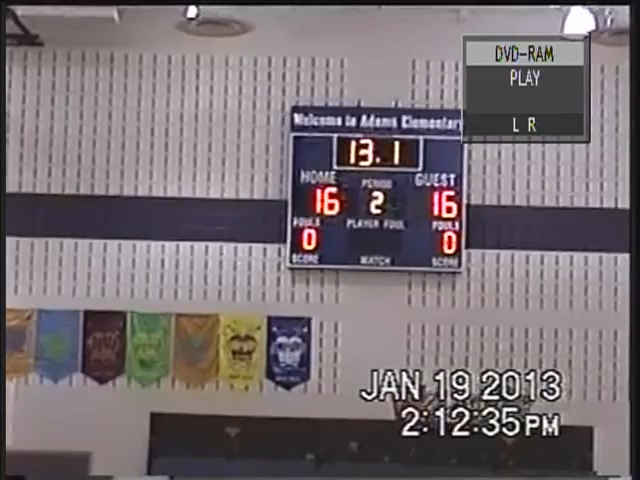 DVD-RAM
PLAY
L R
Welcome to Adams Elementary
13.1
HOME PERIOD GUEST
16 2 16
FOULS PLAYER FOUL FOULS
0 0
SCORE MATCH SCORE
JAN 19 2013
2:12:35PM